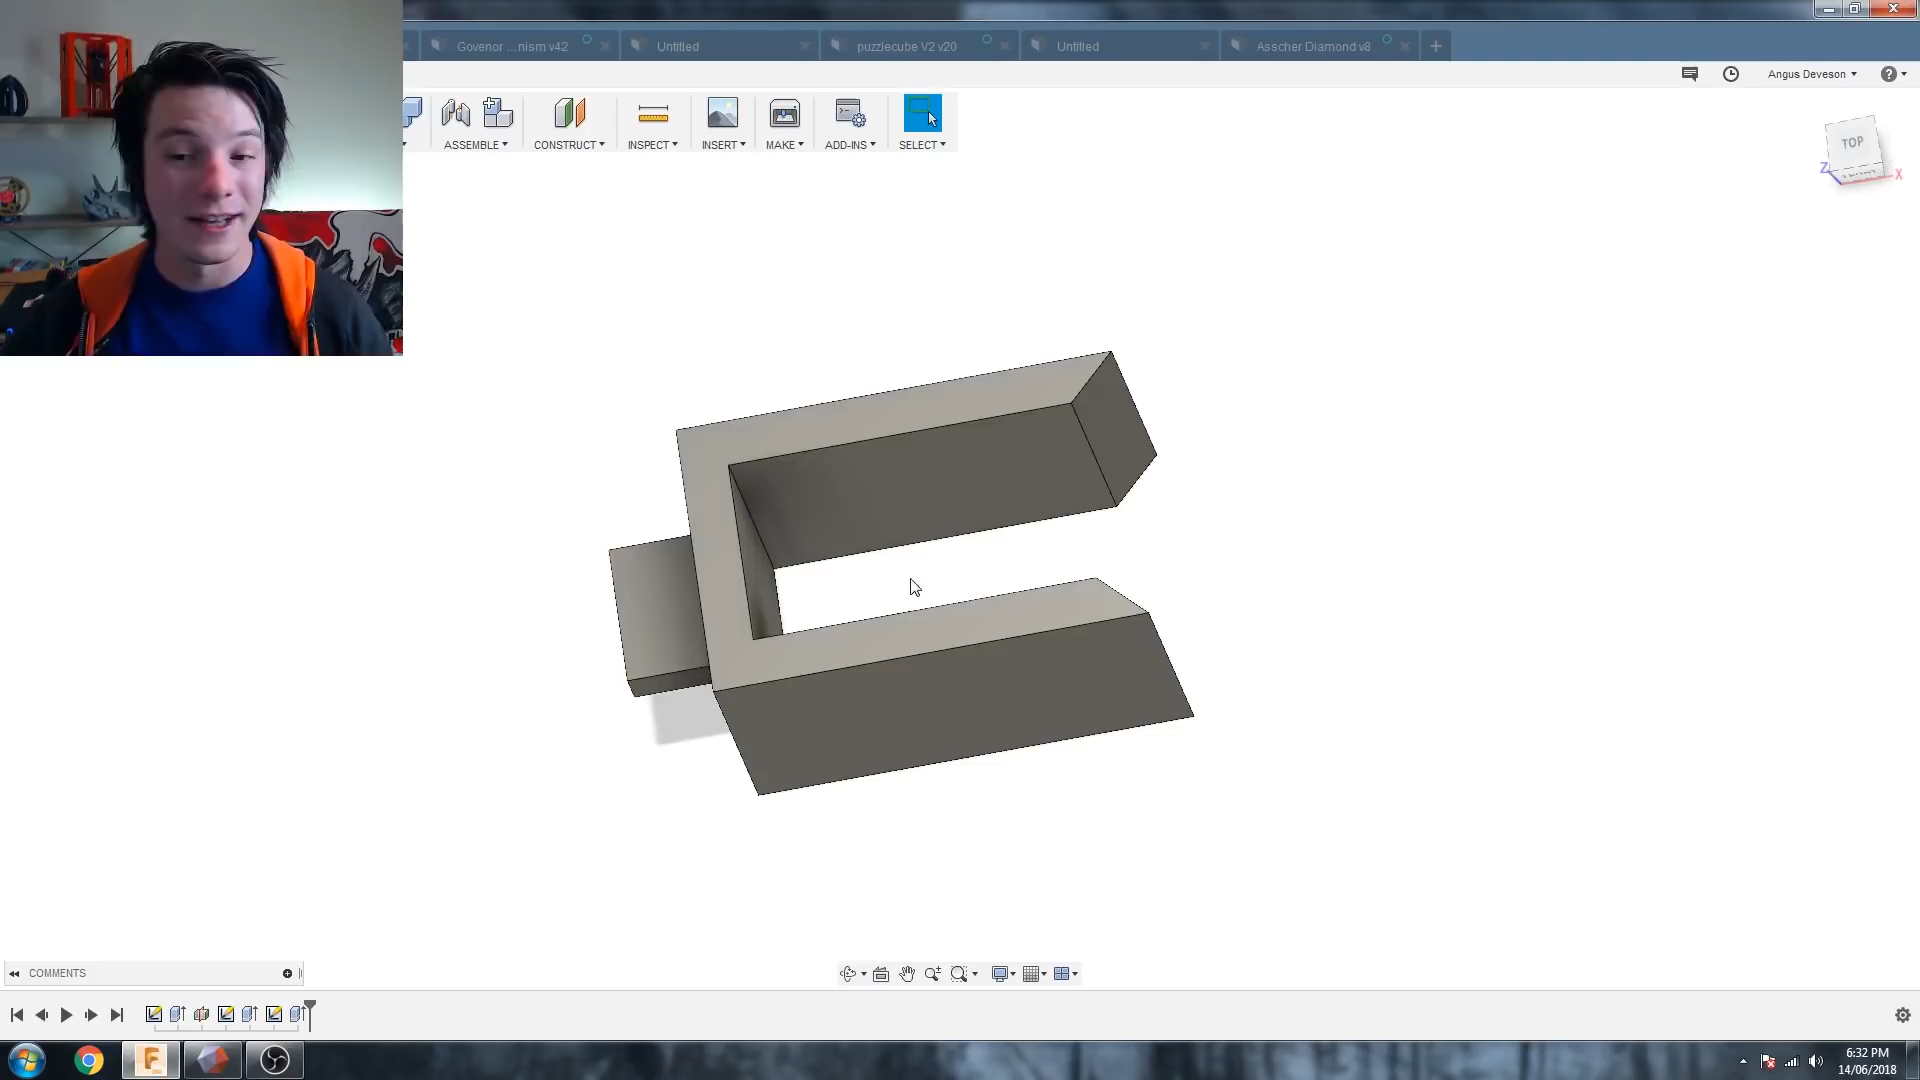 Govenor ...nism v42
Untitled
puzzlecube V2 v20
Untitled
Asscher Diamond v8
Angus Deveson
ASSEMBLE
CONSTRUCT
INSPECT
INSERT
MAKE
ADD-INS
SELECT
TOP
Z
X
COMMENTS
6:32 PM
14/06/2018